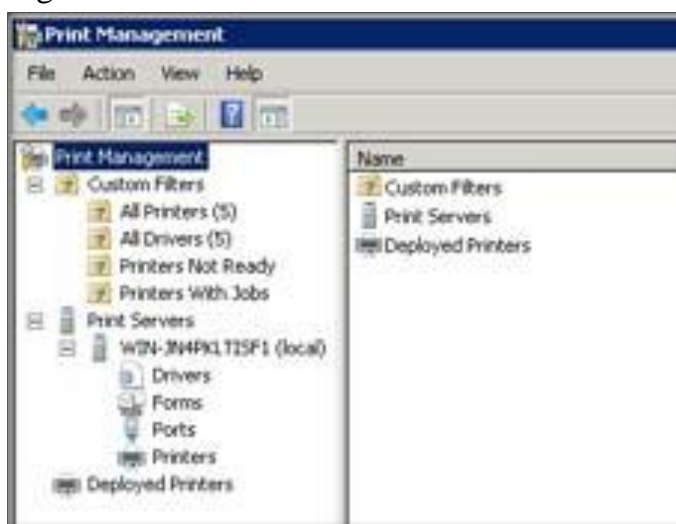 Print Management
File Action View Help
Print Management
Custom Filters
All Printers (5)
All Drivers (5)
Printers Not Ready
Printers With Jobs
Print Servers
(local)
Drivers
Forms
Ports
Printers
Deployed Printers
Name
Custom Filters
Print Servers
Deployed Printers